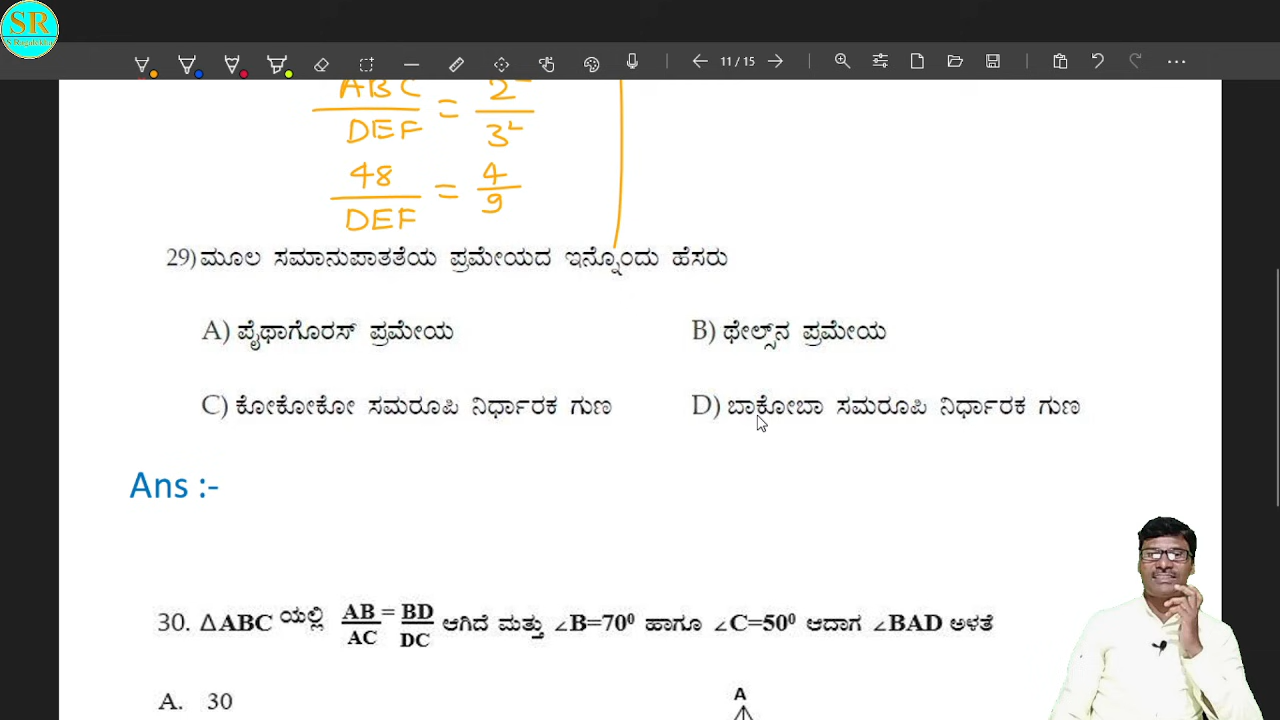 SR
11 / 15
ABC
DEF
=
3²
48
DEF
=
4
9
29) ಮೂಲ ಸಮಾನುಪಾತತೆಯ ಪ್ರಮೇಯದ ಇನ್ನೊಂದು ಹೆಸರು
A) ಪೈಥಾಗೊರಸ್ ಪ್ರಮೇಯ
B) ಥೇಲ್ಸ್‌ನ ಪ್ರಮೇಯ
C) ಕೋಕೋಕೋ ಸಮರೂಪಿ ನಿರ್ಧಾರಕ ಗುಣ
D) ಬಾಕೋಬಾ ಸಮರೂಪಿ ನಿರ್ಧಾರಕ ಗುಣ
Ans :-
30. ∆ABC ಯಲ್ಲಿ AB/AC = BD/DC ಆಗಿದೆ ಮತ್ತು ∠B=70⁰ ಹಾಗೂ ∠C=50⁰ ಆದಾಗ ∠BAD ಅಳತೆ
A. 30
A